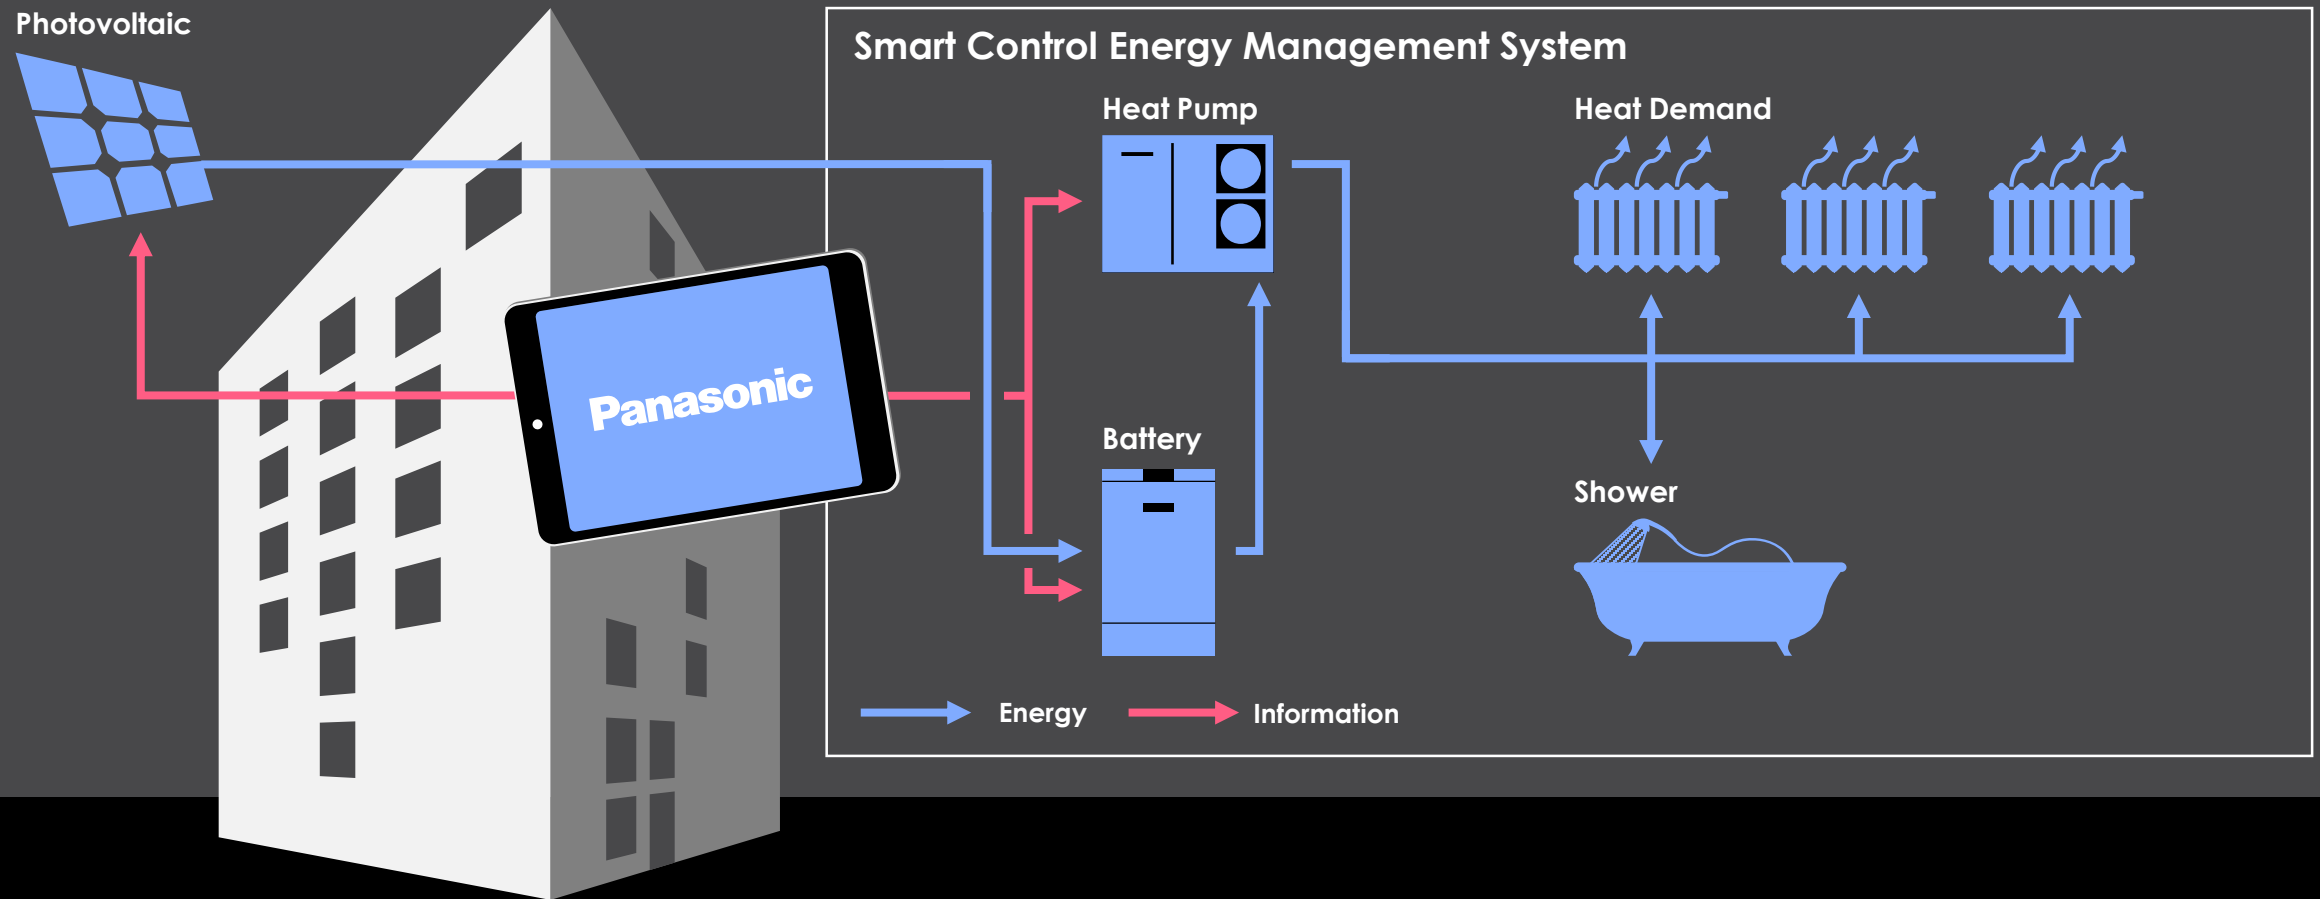 Photovoltaic
Smart Control Energy Management System
Heat Pump
Heat Demand
Panasonic
Battery
Shower
Energy
Information